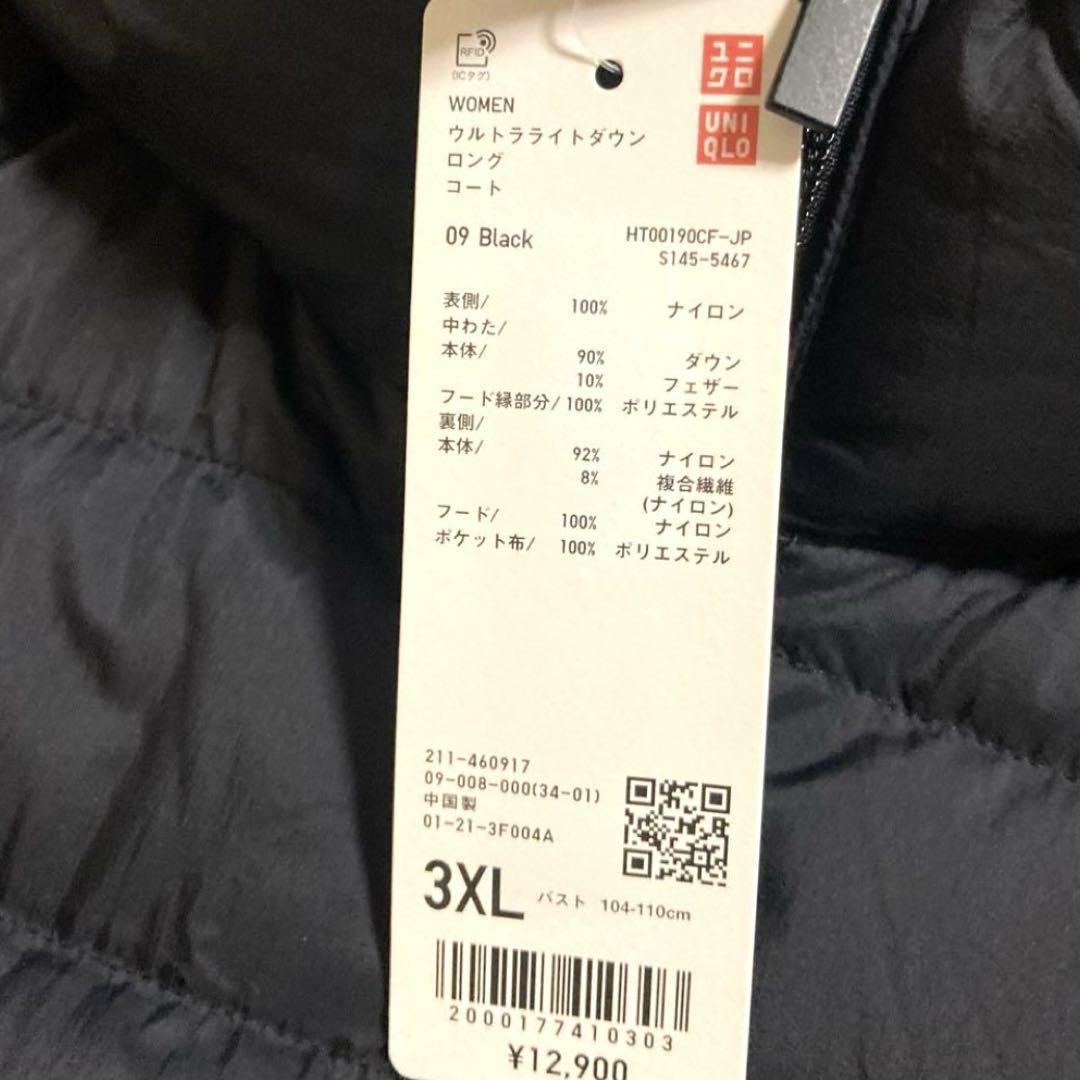 RFID
(ICタグ)
ユニ
クロ
UNI
QLO
WOMEN
ウルトラライトダウン
ロング
コート
09 Black
HT00190CF-JP
S145-5467
表側/ 100% ナイロン
中わた/
本体/ 90% ダウン
10% フェザー
フード縁部分/ 100% ポリエステル
裏側/
本体/ 92% ナイロン
8% 複合繊維
(ナイロン)
フード/ 100% ナイロン
ポケット布/ 100% ポリエステル
211-460917
09-008-000(34-01)
中国製
01-21-3F004A
3XL バスト 104-110cm
2000177410303
¥12,900